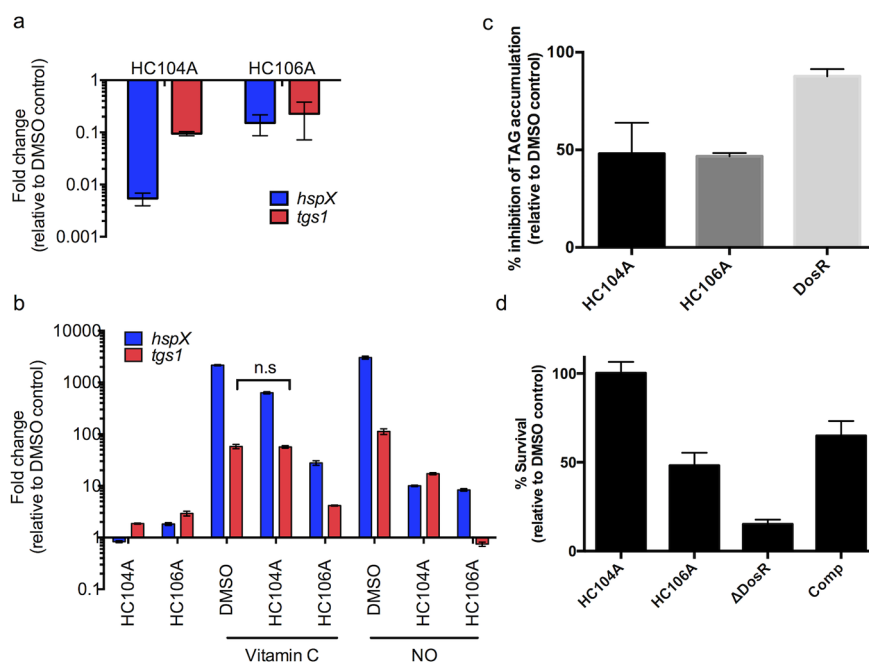 a
HC104A HC106A
Fold change
(relative to DMSO control)
1
0.1
0.01
0.001
hspX
tgs1
b
Fold change
(relative to DMSO control)
10000
1000
100
10
1
0.1
hspX
tgs1
n.s
HC104A
HC106A
DMSO
HC104A
HC106A
DMSO
HC104A
HC106A
Vitamin C NO
c
% inhibition of TAG accumulation
(relative to DMSO control)
100
50
0
HC104A
HC106A
DosR
d
% Survival
(relative to DMSO control)
100
50
0
HC104A
HC106A
ΔDosR
Comp